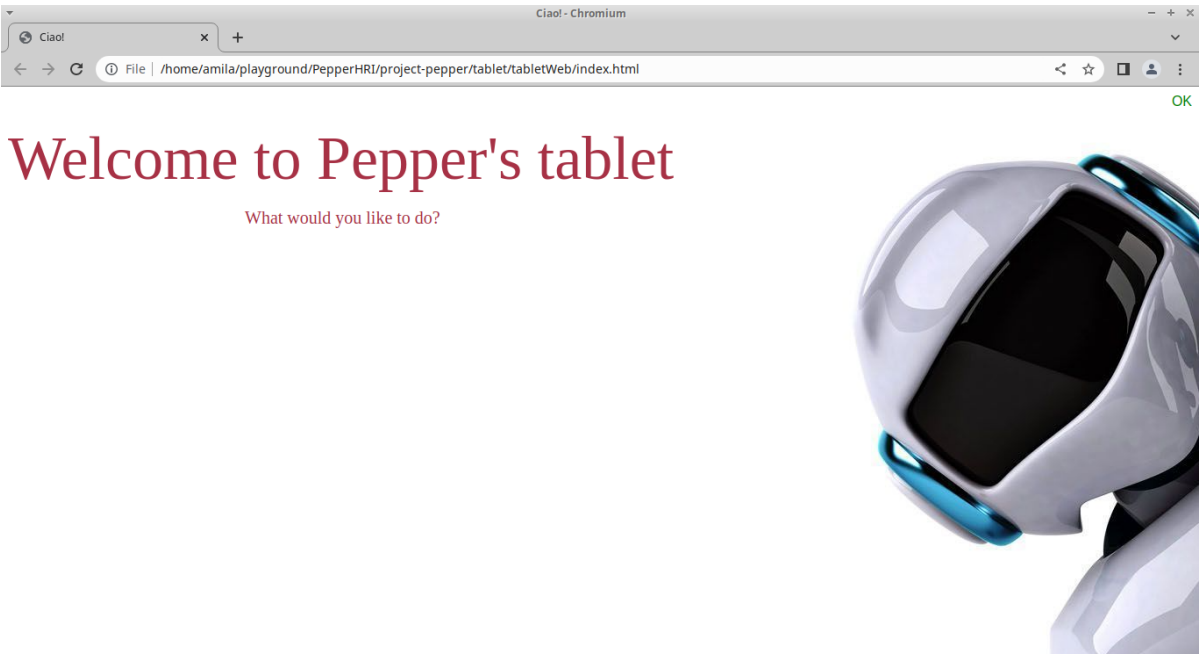 Ciao! - Chromium
Ciao!
File /home/amila/playground/PepperHRI/project-pepper/tablet/tabletWeb/index.html
OK
Welcome to Pepper's tablet
What would you like to do?